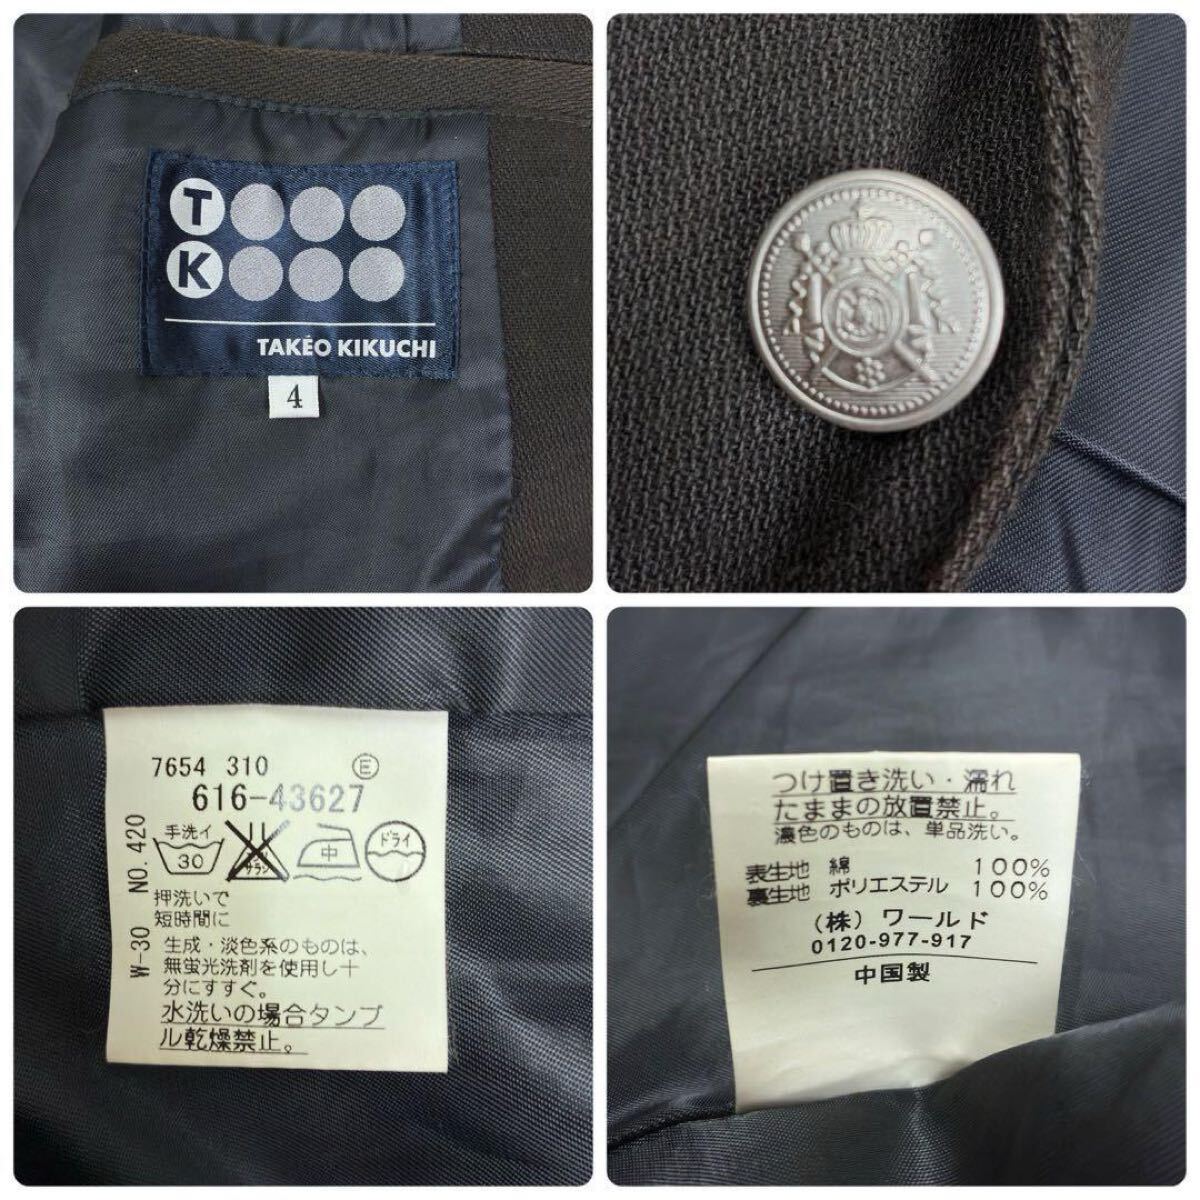 T
K
TAKÉO KIKUCHI
4
7654 310 Ⓔ
616-43627
W-30 NO.420
手洗イ
30
中
ドライ
押洗いで
短時間に
生成・淡色系のものは、
無蛍光洗剤を使用し十
分にすすぐ。
水洗いの場合タンブ
ル乾燥禁止。
つけ置き洗い・濡れ
たままの放置禁止。
濃色のものは、単品洗い。
表生地 綿 100%
裏生地 ポリエステル 100%
(株) ワールド
0120-977-917
中国製